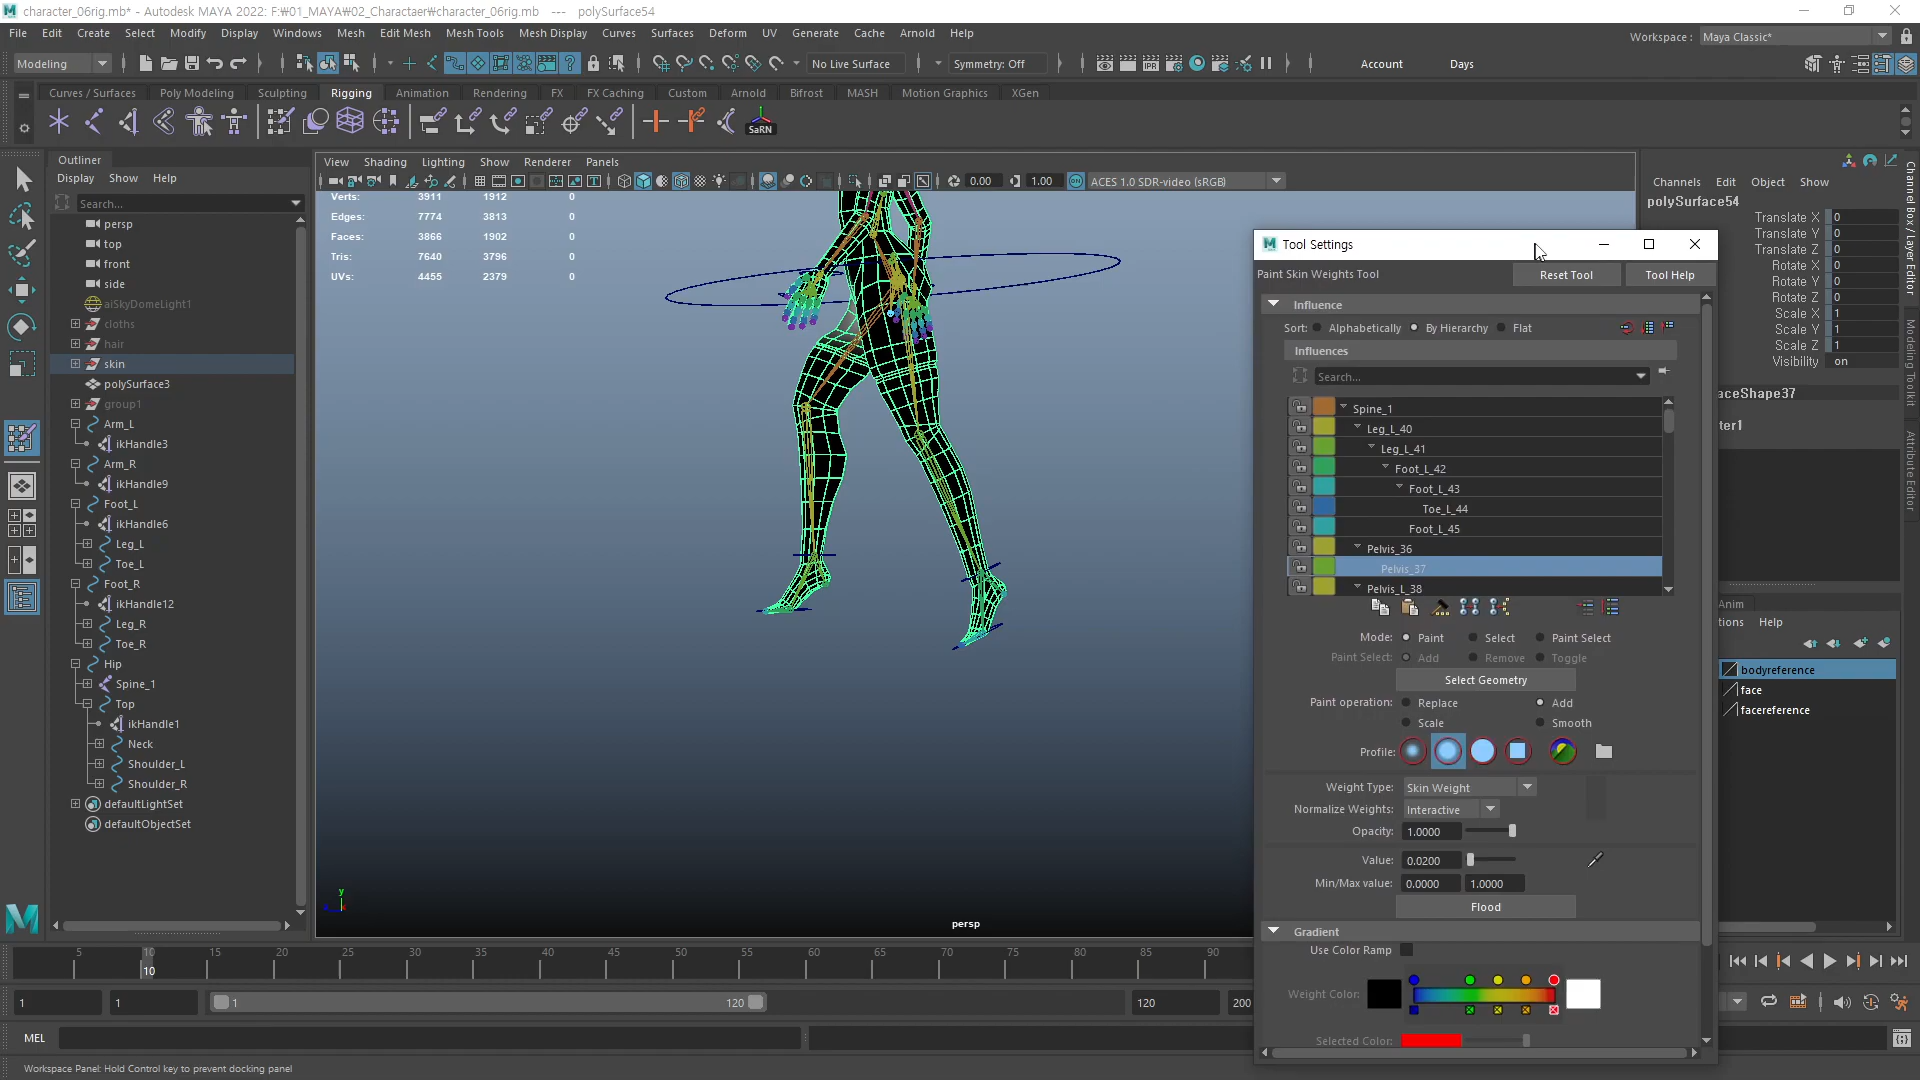 character_06rig.mb* - Autodesk MAYA 2022: F:₩01_MAYA₩02_Charactaer₩character_06rig.mb --- polySurface54
File Edit Create Select Modify Display Windows Mesh Edit Mesh Mesh Tools Mesh Display Curves Surfaces Deform UV Generate Cache Arnold Help
Workspace : Maya Classic*
Modeling No Live Surface Symmetry: Off Account Days
Curves / Surfaces Poly Modeling Sculpting Rigging Animation Rendering FX FX Caching Custom Arnold Bifrost MASH Motion Graphics XGen
IPR
SaRN
Outliner
Display Show Help
Search...
persp
top
front
side
aiSkyDomeLight1
cloths
hair
skin
polySurface3
group1
Arm_L
ikHandle3
Arm_R
ikHandle9
Foot_L
ikHandle6
Leg_L
Toe_L
Foot_R
ikHandle12
Leg_R
Toe_R
Hip
Spine_1
Top
ikHandle1
Neck
Shoulder_L
Shoulder_R
defaultLightSet
defaultObjectSet
View Shading Lighting Show Renderer Panels
0.00 1.00 ACES 1.0 SDR-video (sRGB)
Verts: 3911 1912 0
Edges: 7774 3813 0
Faces: 3866 1902 0
Tris: 7640 3796 0
UVs: 4455 2379 0
y
persp
Tool Settings
Paint Skin Weights Tool Reset Tool Tool Help
Influence
Sort: Alphabetically By Hierarchy Flat
Influences
Search...
Spine_1
Leg_L_40
Leg_L_41
Foot_L_42
Foot_L_43
Toe_L_44
Foot_L_45
Pelvis_36
Pelvis_37
Pelvis_L_38
Mode: Paint Select Paint Select
Paint Select: Add Remove Toggle
Select Geometry
Paint operation: Replace Add
Scale Smooth
Profile:
Weight Type: Skin Weight
Normalize Weights: Interactive
Opacity: 1.0000
Value: 0.0200
Min/Max value: 0.0000 1.0000
Flood
Gradient
Use Color Ramp
Weight Color:
Selected Color:
Channels Edit Object Show
polySurface54
Translate X 0
Translate Y 0
Translate Z 0
Rotate X 0
Rotate Y 0
Rotate Z 0
Scale X 1
Scale Y 1
Scale Z 1
Visibility on
aceShape37
ter1
Anim
tions Help
bodyreference
face
facereference
Channel Box / Layer Editor
Modeling Toolkit
Attribute Editor
5 10 15 20 25 30 35 40 45 50 55 60 65 70 75 80 85 90
10
1 1 1 120 120 200
MEL
Workspace Panel: Hold Control key to prevent docking panel